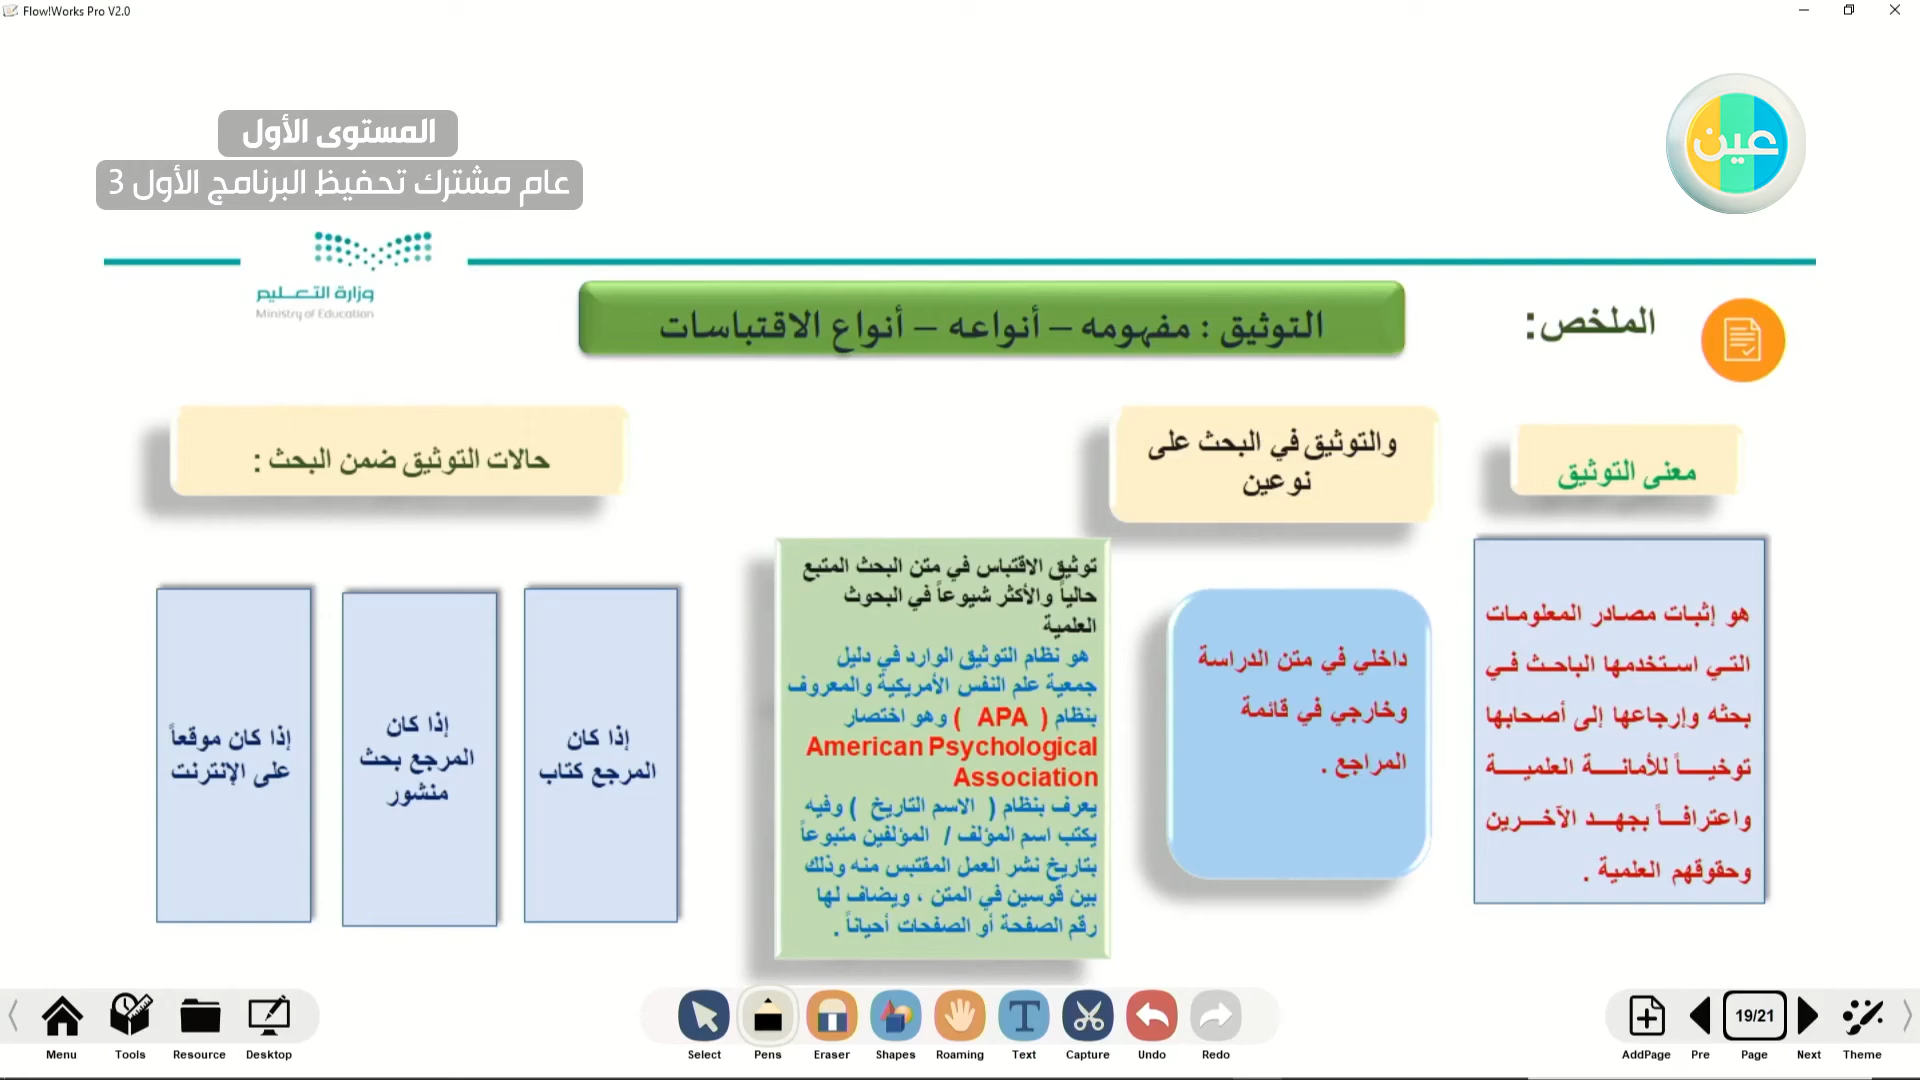 Flow!Works Pro V2.0
المستوى الأول
عام مشترك تحفيظ البرنامج الأول 3
عين
وزارة التعليم
Ministry of Education
الملخص:
التوثيق : مفهومه – أنواعه – أنواع الاقتباسات
معنى التوثيق
هو إثبات مصادر المعلومات
التي استخدمها الباحث في
بحثه وإرجاعها إلى أصحابها
توخياً للأمانة العلمية
واعترافاً بجهد الآخرين
وحقوقهم العلمية .
والتوثيق في البحث على
نوعين
داخلي في متن الدراسة
وخارجي في قائمة
المراجع .
توثيق الاقتباس في متن البحث المتبع
حالياً والأكثر شيوعاً في البحوث
العلمية
هو نظام التوثيق الوارد في دليل
جمعية علم النفس الأمريكية والمعروف
بنظام ( APA ) وهو اختصار
American Psychological
Association
يعرف بنظام ( الاسم التاريخ ) وفيه
يكتب اسم المؤلف / المؤلفين متبوعاً
بتاريخ نشر العمل المقتبس منه وذلك
بين قوسين في المتن ، ويضاف لها
رقم الصفحة أو الصفحات أحياناً .
حالات التوثيق ضمن البحث :
إذا كان
المرجع كتاب
إذا كان
المرجع بحث
منشور
إذا كان موقعاً
على الإنترنت
Menu
Tools
Resource
Desktop
Select
Pens
Eraser
Shapes
Roaming
Text
Capture
Undo
Redo
AddPage
Pre
19/21
Page
Next
Theme